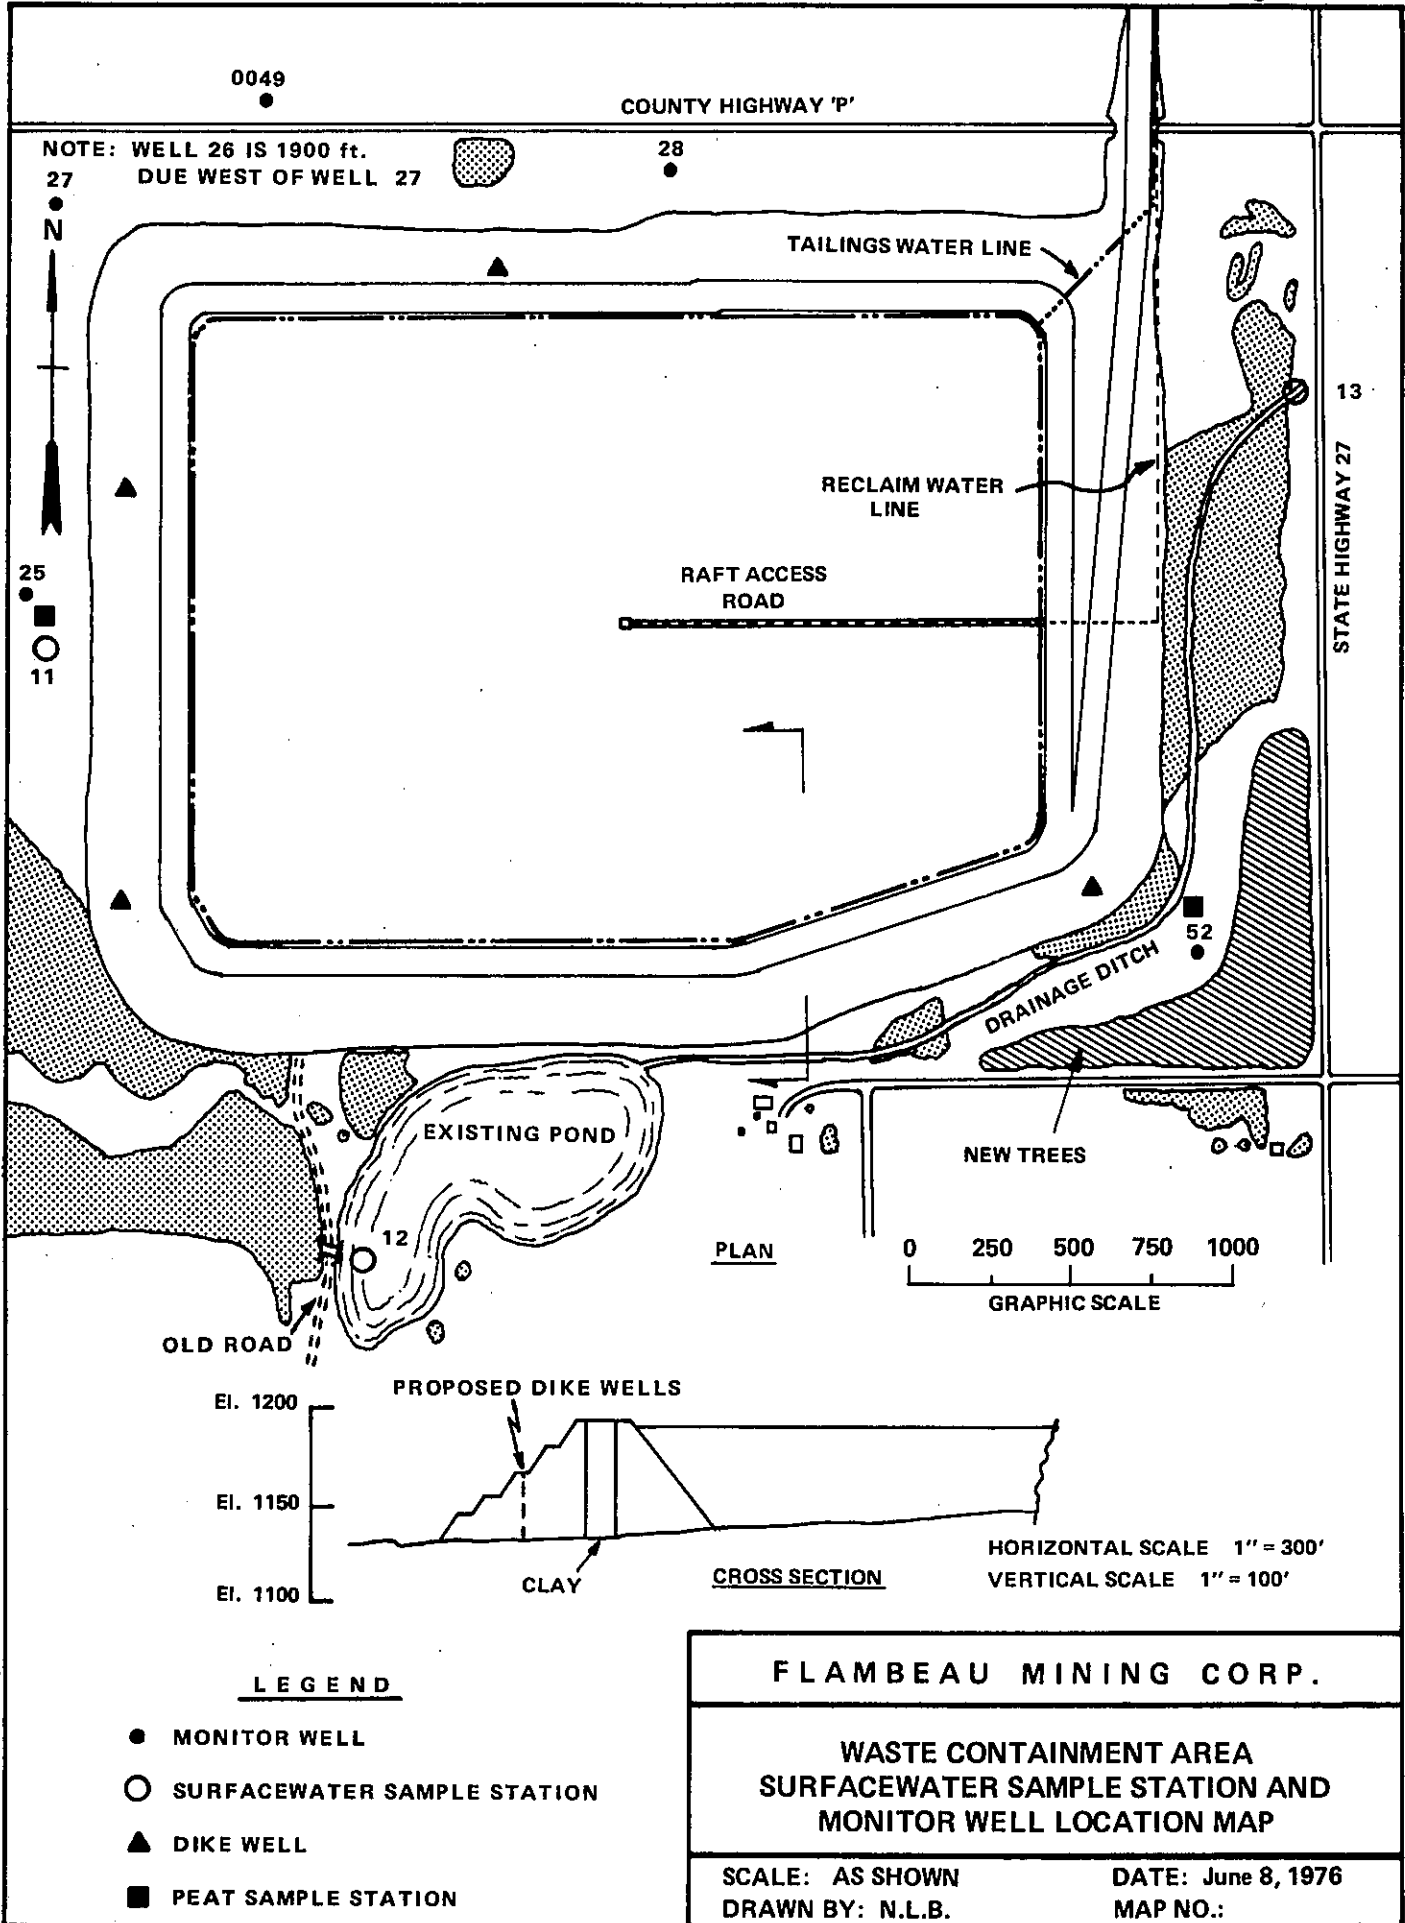 0049
COUNTY HIGHWAY 'P'
NOTE: WELL 26 IS 1900 ft.
DUE WEST OF WELL 27
28
27
N
TAILINGS WATER LINE
13
RECLAIM WATER
LINE
STATE HIGHWAY 27
25
RAFT ACCESS
ROAD
11
52
DRAINAGE DITCH
EXISTING POND
NEW TREES
12
PLAN
0 250 500 750 1000
GRAPHIC SCALE
OLD ROAD
PROPOSED DIKE WELLS
El. 1200
El. 1150
El. 1100
CLAY
CROSS SECTION
HORIZONTAL SCALE 1" = 300'
VERTICAL SCALE 1" = 100'
LEGEND
MONITOR WELL
SURFACEWATER SAMPLE STATION
DIKE WELL
PEAT SAMPLE STATION
FLAMBEAU MINING CORP.
WASTE CONTAINMENT AREA
SURFACEWATER SAMPLE STATION AND
MONITOR WELL LOCATION MAP
SCALE: AS SHOWN DATE: June 8, 1976
DRAWN BY: N.L.B. MAP NO.: